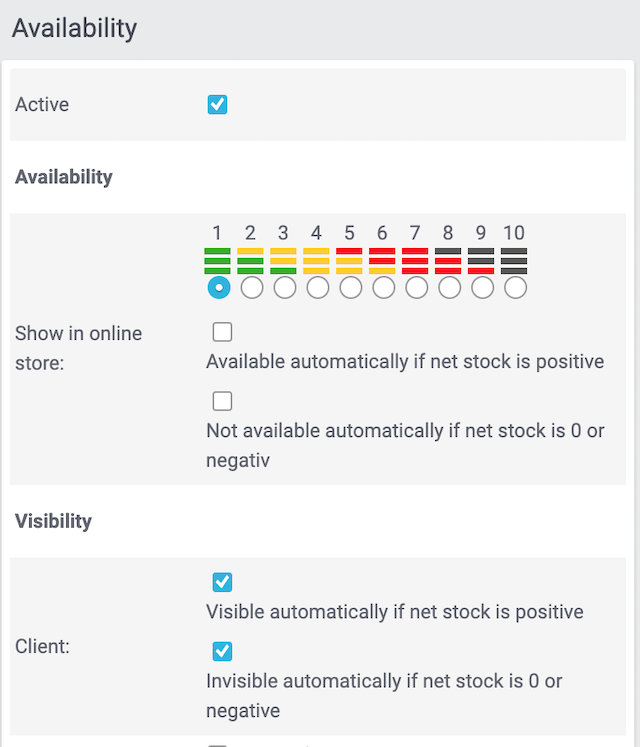 Availability
Active
Availability
1 2 3 4 5 6 7 8 9 10
Show in online
store:
Available automatically if net stock is positive
Not available automatically if net stock is 0 or
negativ
Visibility
Client:
Visible automatically if net stock is positive
Invisible automatically if net stock is 0 or
negative